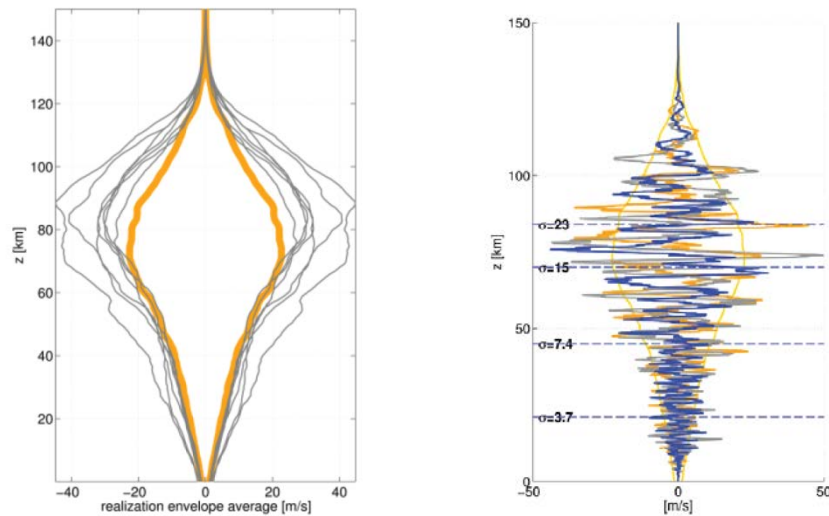 140
120
100
80
60
40
20
z [km]
−40
−20
0
20
40
realization envelope average [m/s]
150
100
50
0
z [km]
σ=23
σ=15
σ=7.4
σ=3.7
−50
0
50
[m/s]